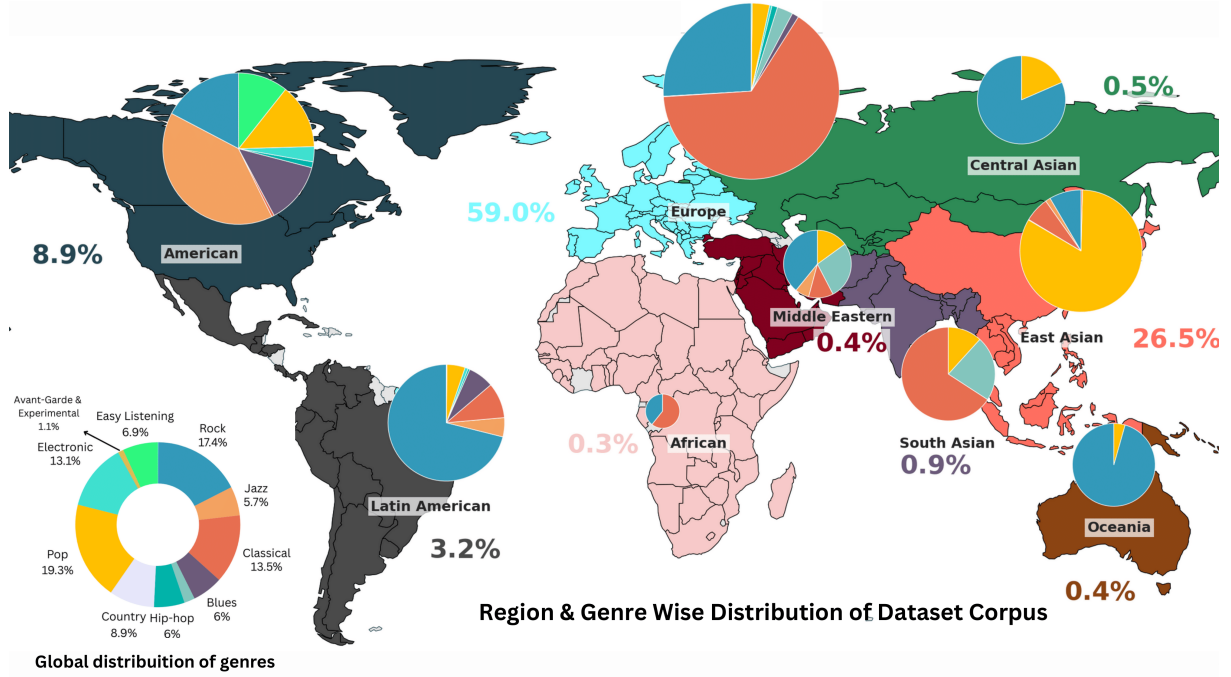 0.5%
Central Asian
59.0%
Europe
8.9%
American
Middle Eastern
0.4%
East Asian
26.5%
Avant-Garde &
Experimental
1.1%
Easy Listening
6.9%
Rock
17.4%
Electronic
13.1%
Jazz
5.7%
Classical
13.5%
Pop
19.3%
Country
8.9%
Hip-hop
6%
Blues
6%
Latin American
3.2%
0.3%
African
South Asian
0.9%
Oceania
0.4%
Region & Genre Wise Distribution of Dataset Corpus
Global distribuition of genres